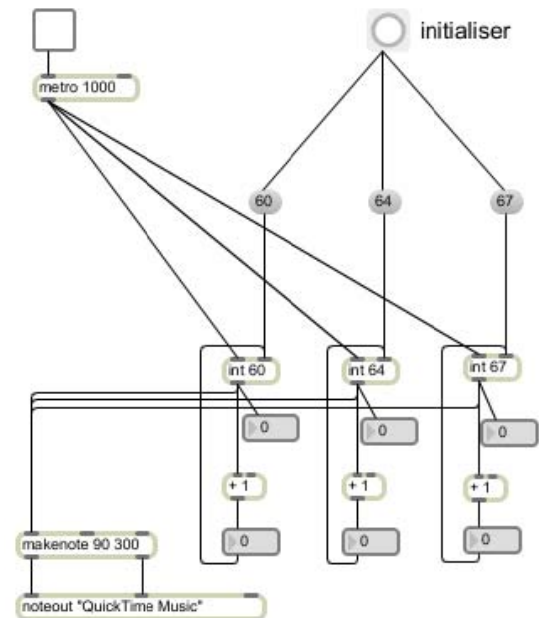 initialiser
metro 1000
60 64 67
int 60 int 64 int 67
0 0 0
+ 1 + 1 + 1
0 0 0
makenote 90 300
noteout "QuickTime Music"